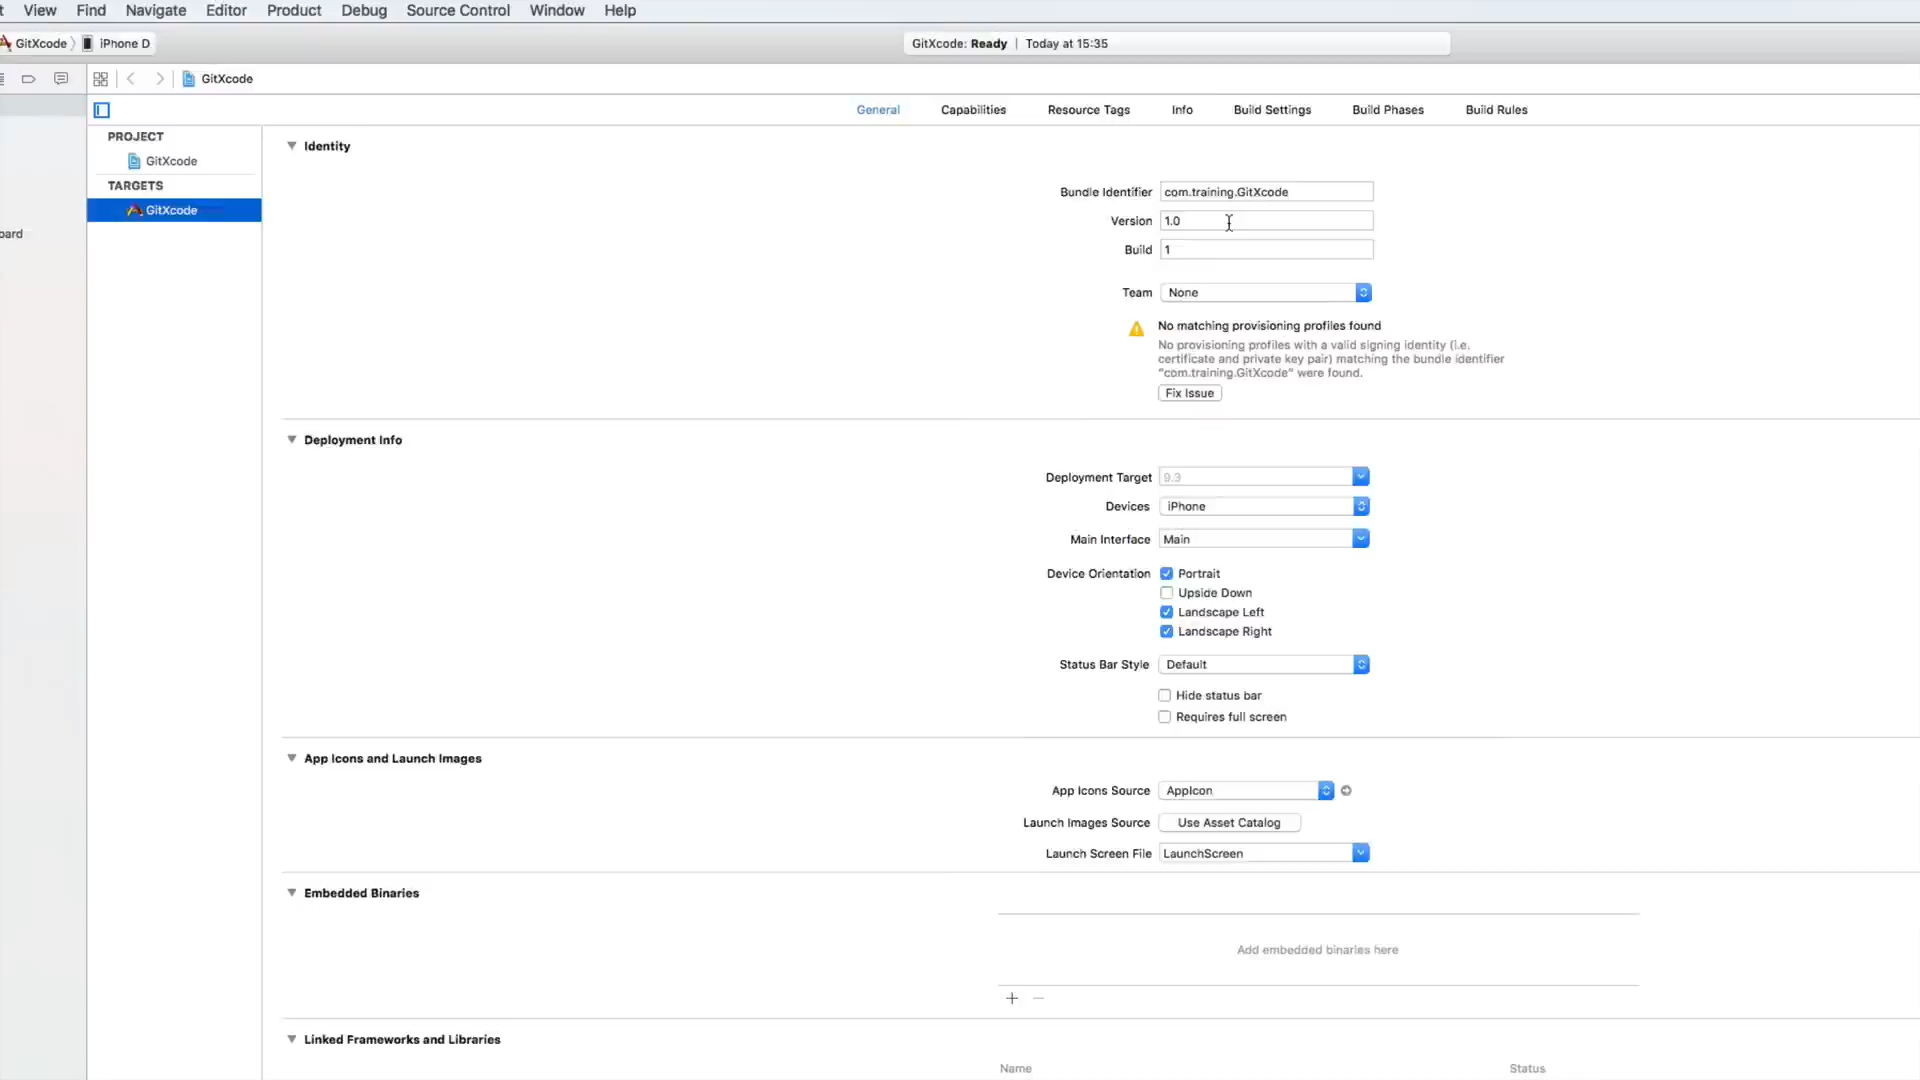 View Find Navigate Editor Product Debug Source Control Window Help
GitXcode iPhone D GitXcode: Ready | Today at 15:35
GitXcode
General Capabilities Resource Tags Info Build Settings Build Phases Build Rules
PROJECT
GitXcode
TARGETS
GitXcode
oard
Identity
Bundle Identifier com.training.GitXcode
Version 1.0
Build 1
Team None
No matching provisioning profiles found
No provisioning profiles with a valid signing identity (i.e.
certificate and private key pair) matching the bundle identifier
"com.training.GitXcode" were found.
Fix Issue
Deployment Info
Deployment Target 9.3
Devices iPhone
Main Interface Main
Device Orientation Portrait
Upside Down
Landscape Left
Landscape Right
Status Bar Style Default
Hide status bar
Requires full screen
App Icons and Launch Images
App Icons Source AppIcon
Launch Images Source Use Asset Catalog
Launch Screen File LaunchScreen
Embedded Binaries
Add embedded binaries here
Linked Frameworks and Libraries
Name Status